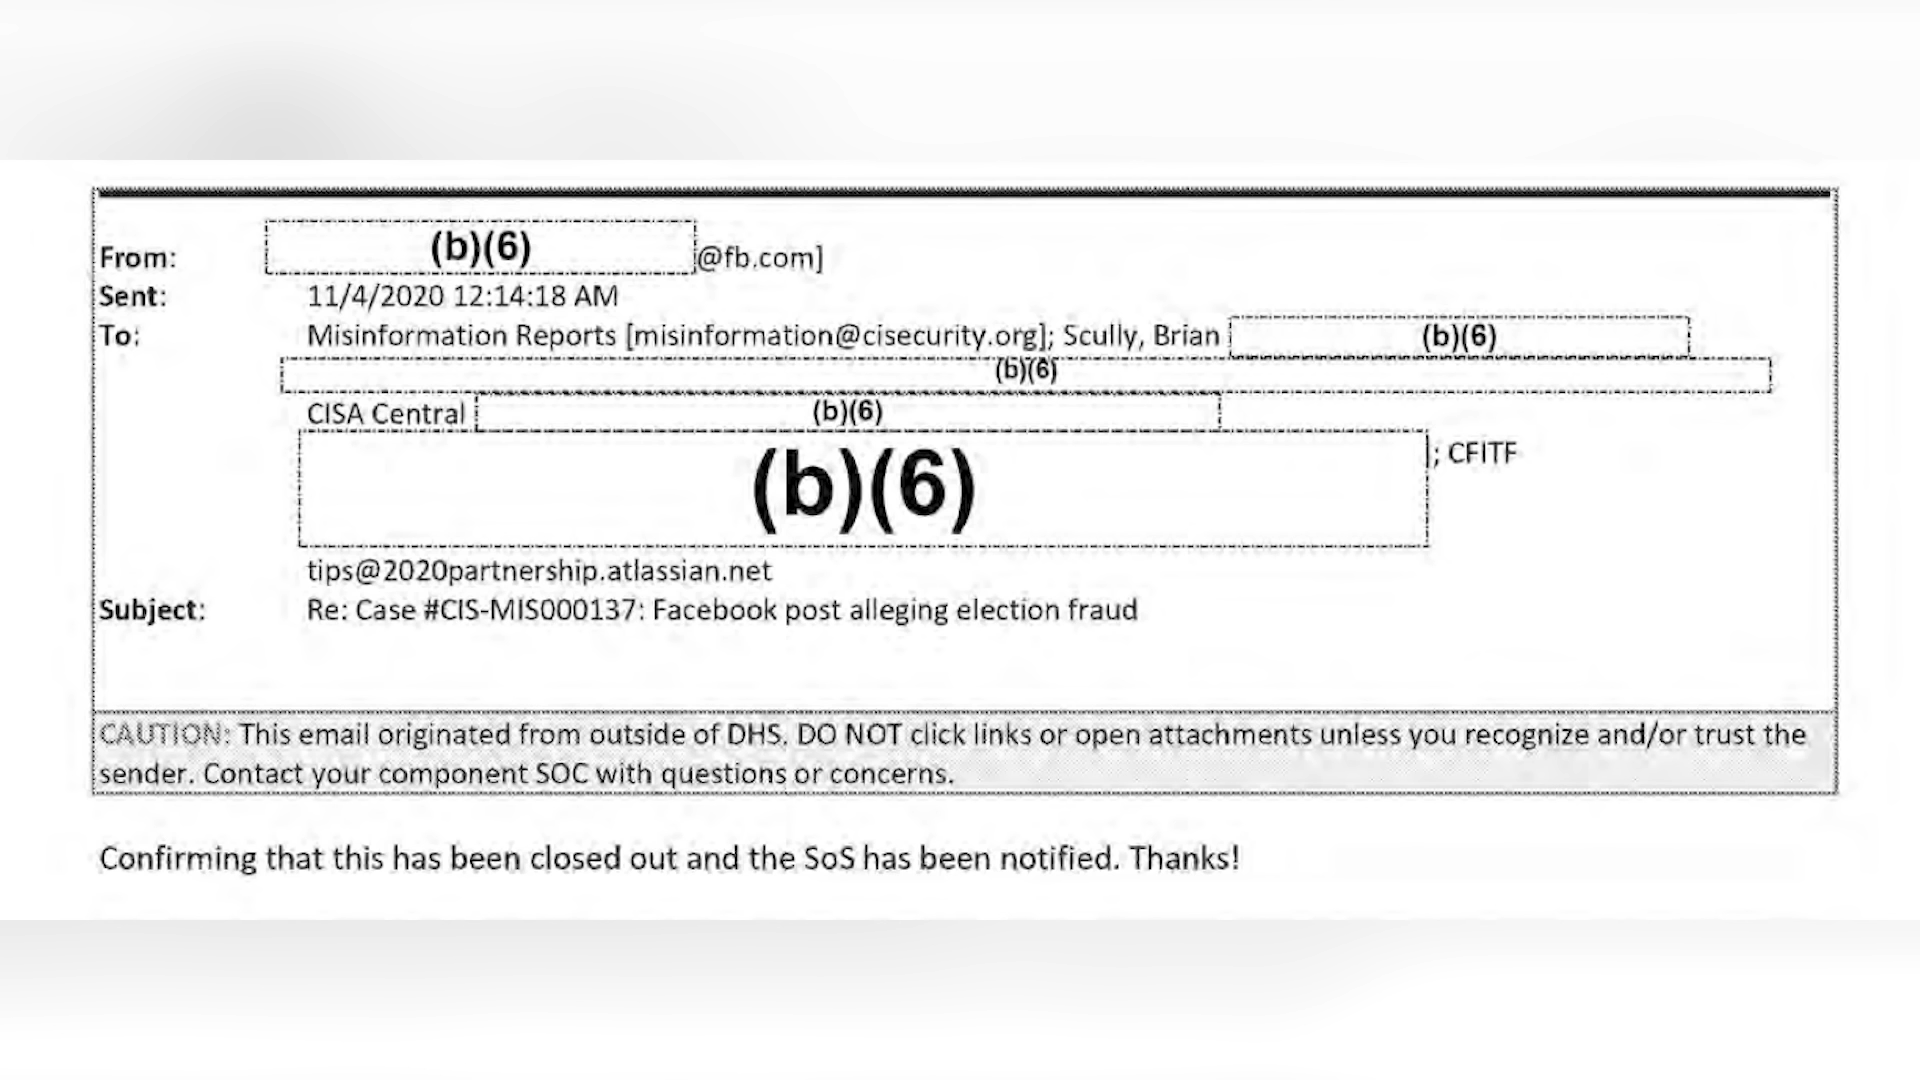 From: (b)(6) @fb.com]
Sent: 11/4/2020 12:14:18 AM
To: Misinformation Reports [misinformation@cisecurity.org]; Scully, Brian (b)(6)
(b)(6)
CISA Central (b)(6)
(b)(6) ]; CFITF
tips@2020partnership.atlassian.net
Subject: Re: Case #CIS-MIS000137: Facebook post alleging election fraud
CAUTION: This email originated from outside of DHS. DO NOT click links or open attachments unless you recognize and/or trust the
sender. Contact your component SOC with questions or concerns.
Confirming that this has been closed out and the SoS has been notified. Thanks!